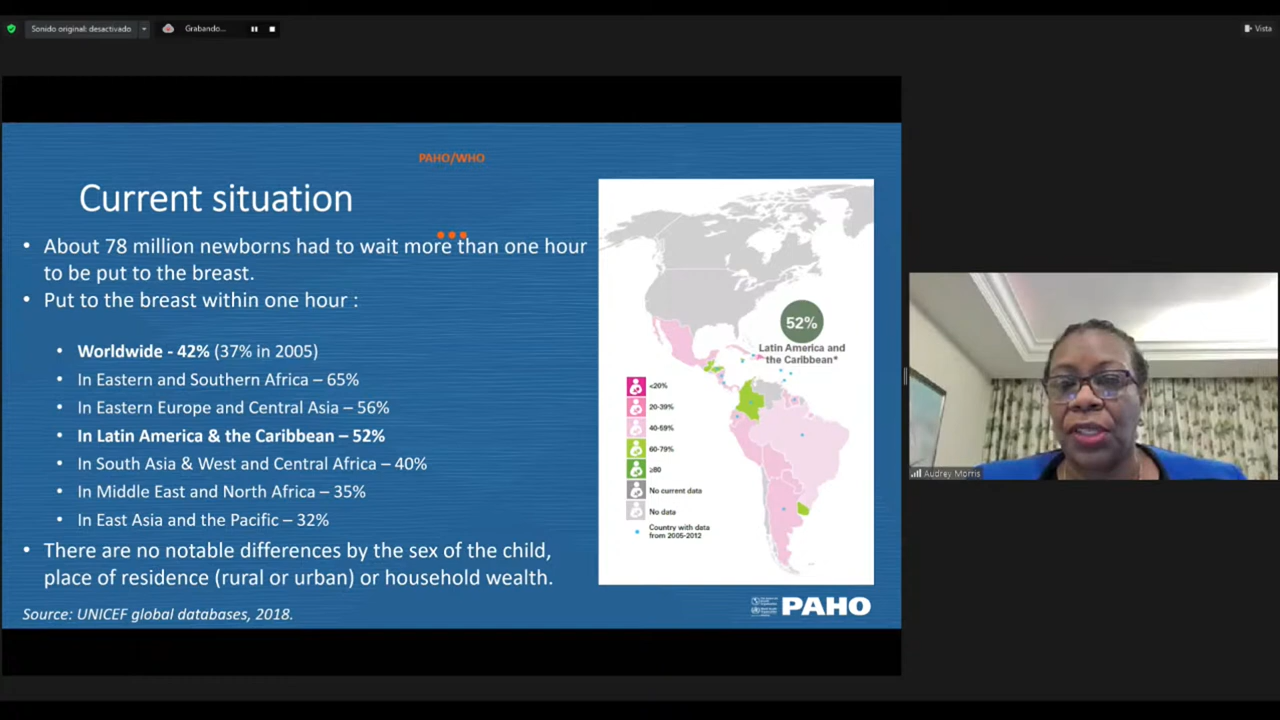 Sonido original: desactivado
Grabando...
Vista
PAHO/WHO
Current situation
• About 78 million newborns had to wait more than one hour
to be put to the breast.
• Put to the breast within one hour :
• Worldwide - 42% (37% in 2005)
• In Eastern and Southern Africa – 65%
• In Eastern Europe and Central Asia – 56%
• In Latin America & the Caribbean – 52%
• In South Asia & West and Central Africa – 40%
• In Middle East and North Africa – 35%
• In East Asia and the Pacific – 32%
• There are no notable differences by the sex of the child,
place of residence (rural or urban) or household wealth.
Source: UNICEF global databases, 2018.
52%
Latin America and
the Caribbean*
<20%
20-39%
40-59%
60-79%
≥80
No current data
No data
Country with data
from 2005-2012
PAHO
Audrey Morris